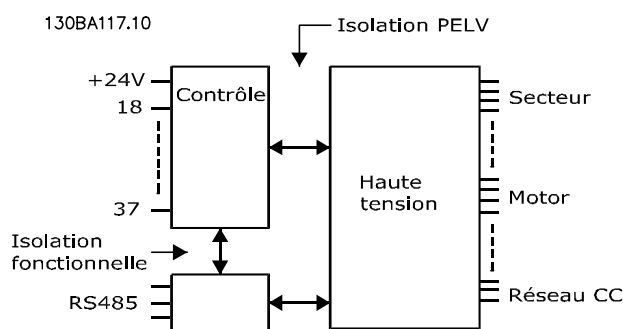 130BA117.10
Isolation PELV
+24V
Contrôle
Secteur
18
Haute
tension
Motor
37
Isolation
fonctionnelle
RS485
Réseau CC